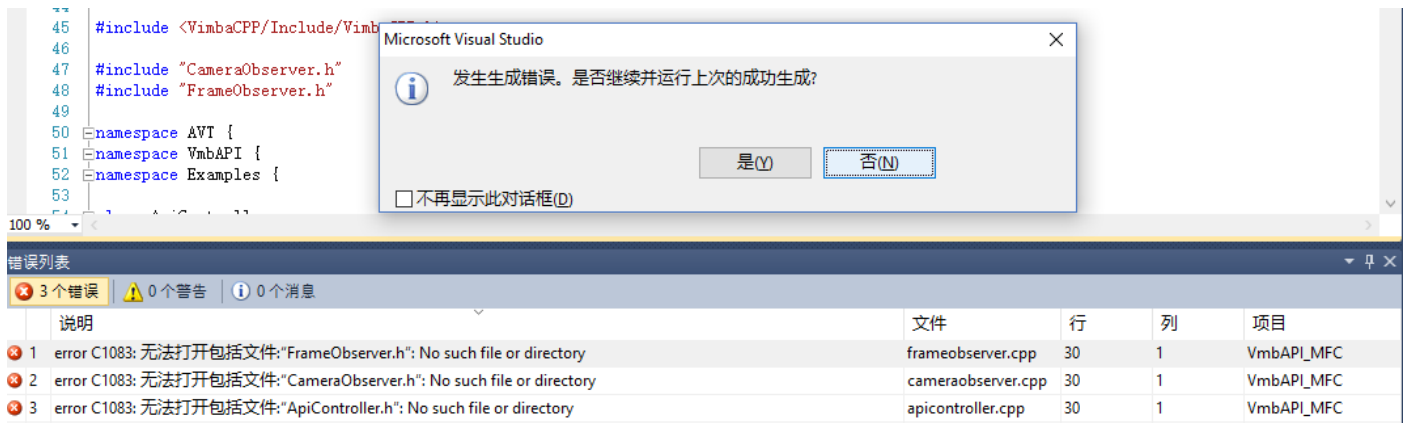 44
45 #include <VimbaCPP/Include/Vimb
46
47 #include "CameraObserver.h"
48 #include "FrameObserver.h"
49
50 namespace AVT {
51 namespace VmbAPI {
52 namespace Examples {
53
100 %
Microsoft Visual Studio
发生生成错误。是否继续并运行上次的成功生成?
是(Y) 否(N)
不再显示此对话框(D)
错误列表
3 个错误 0 个警告 0 个消息
说明 文件 行 列 项目
1 error C1083: 无法打开包括文件:“FrameObserver.h”: No such file or directory frameobserver.cpp 30 1 VmbAPI_MFC
2 error C1083: 无法打开包括文件:“CameraObserver.h”: No such file or directory cameraobserver.cpp 30 1 VmbAPI_MFC
3 error C1083: 无法打开包括文件:“ApiController.h”: No such file or directory apicontroller.cpp 30 1 VmbAPI_MFC